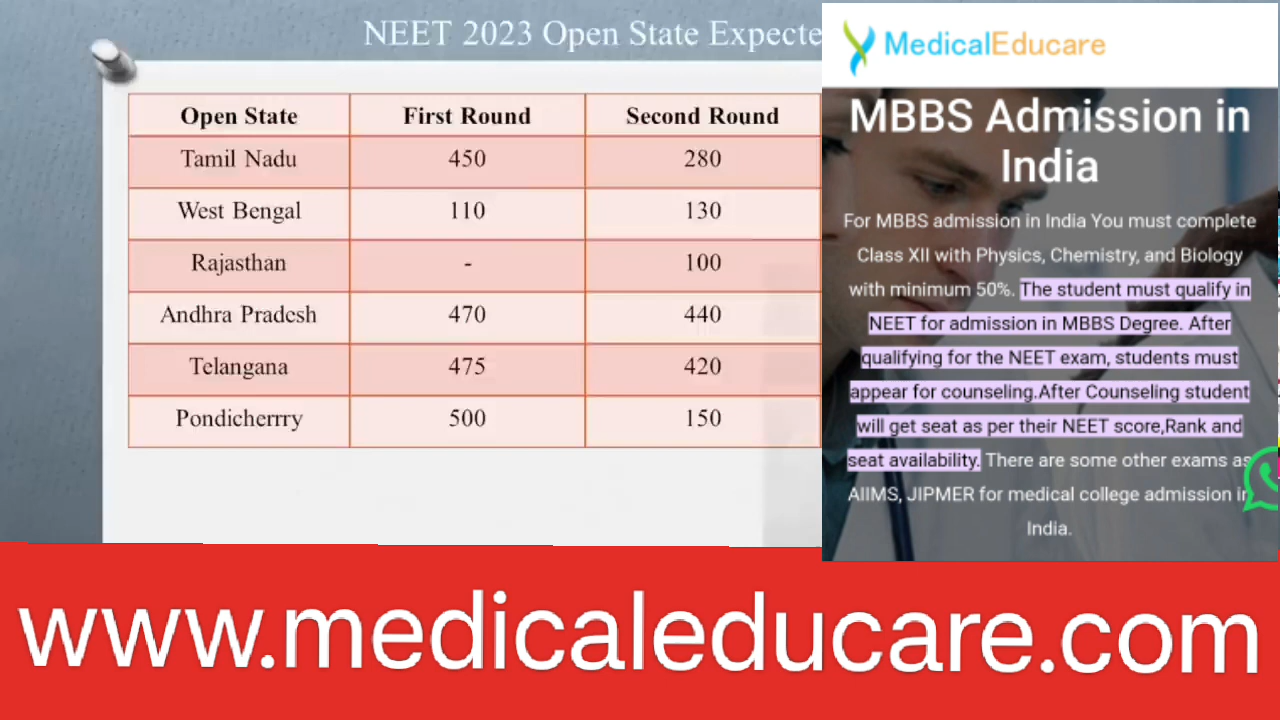 NEET 2023 Open State Expecte
Open State First Round Second Round
Tamil Nadu 450 280
West Bengal 110 130
Rajasthan - 100
Andhra Pradesh 470 440
Telangana 475 420
Pondicherrry 500 150
MedicalEducare
MBBS Admission in
India
For MBBS admission in India You must complete
Class XII with Physics, Chemistry, and Biology
with minimum 50%. The student must qualify in
NEET for admission in MBBS Degree. After
qualifying for the NEET exam, students must
appear for counseling.After Counseling student
will get seat as per their NEET score,Rank and
seat availability. There are some other exams as
AIIMS, JIPMER for medical college admission in
India.
www.medicaleducare.com